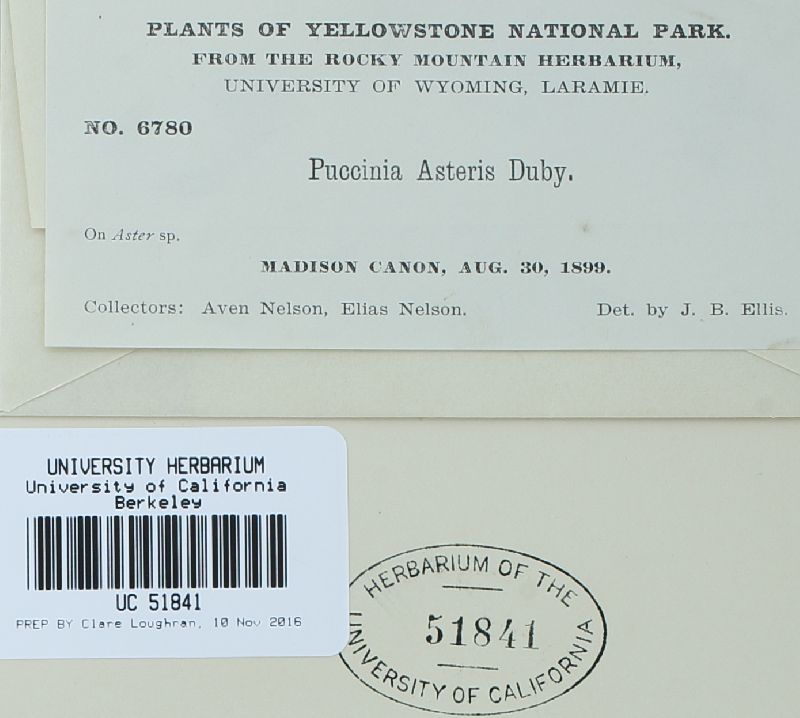 PLANTS OF YELLOWSTONE NATIONAL PARK.
FROM THE ROCKY MOUNTAIN HERBARIUM,
UNIVERSITY OF WYOMING, LARAMIE.
NO. 6780
Puccinia Asteris Duby.
On Aster sp.
MADISON CANON, AUG. 30, 1899.
Collectors: Aven Nelson, Elias Nelson. Det. by J. B. Ellis.
UNIVERSITY HERBARIUM
University of California
Berkeley
UC 51841
PREP BY Clare Loughran, 10 Nov 2016
HERBARIUM OF THE
51841
UNIVERSITY OF CALIFORNIA